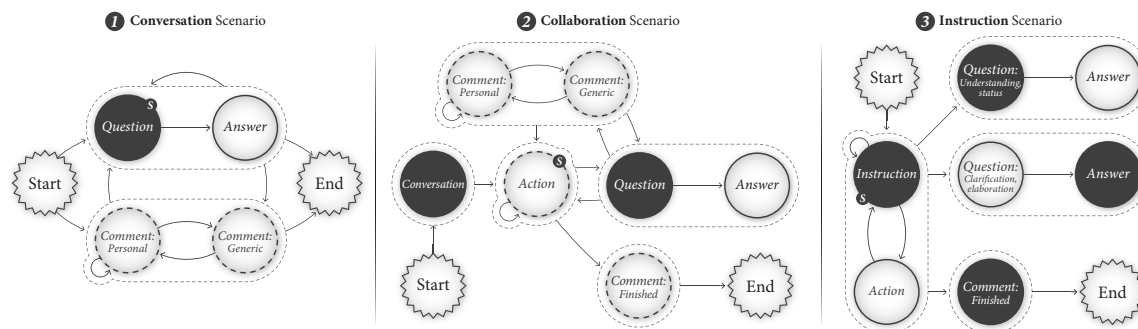 1 Conversation Scenario
Question
S
Answer
Start
End
Comment:
Personal
Comment:
Generic
2 Collaboration Scenario
Comment:
Personal
Comment:
Generic
Conversation
Action
S
Question
Answer
Start
Comment:
Finished
End
3 Instruction Scenario
Start
Question:
Understanding,
status
Answer
Instruction
S
Question:
Clarification,
elaboration
Answer
Action
Comment:
Finished
End